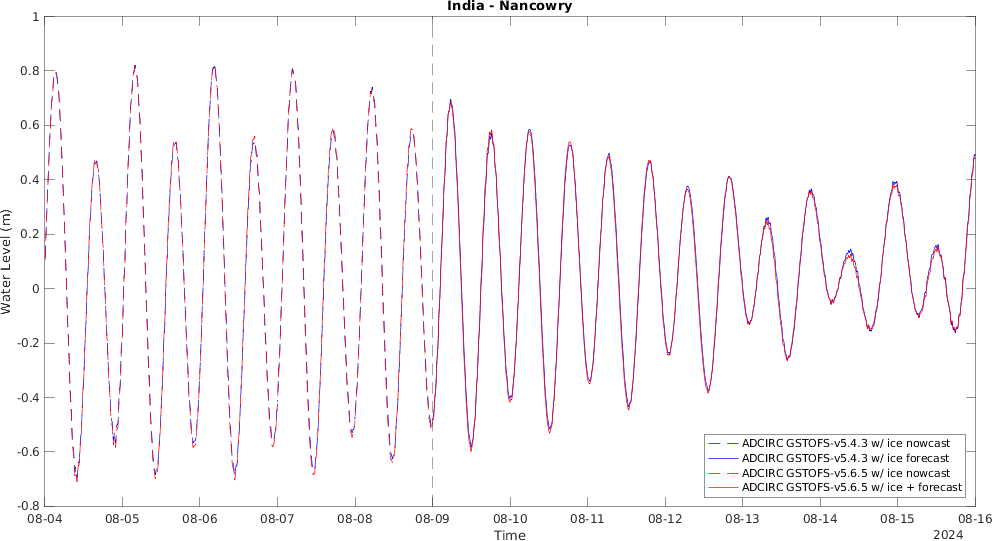 India - Nancowry
Water Level (m)
1
0.8
0.6
0.4
0.2
0
-0.2
-0.4
-0.6
-0.8
ADCIRC GSTOFS-v5.4.3 w/ ice nowcast
ADCIRC GSTOFS-v5.4.3 w/ ice forecast
ADCIRC GSTOFS-v5.6.5 w/ ice nowcast
ADCIRC GSTOFS-v5.6.5 w/ ice + forecast
08-04 08-05 08-06 08-07 08-08 08-09 08-10 08-11 08-12 08-13 08-14 08-15 08-16
Time
2024